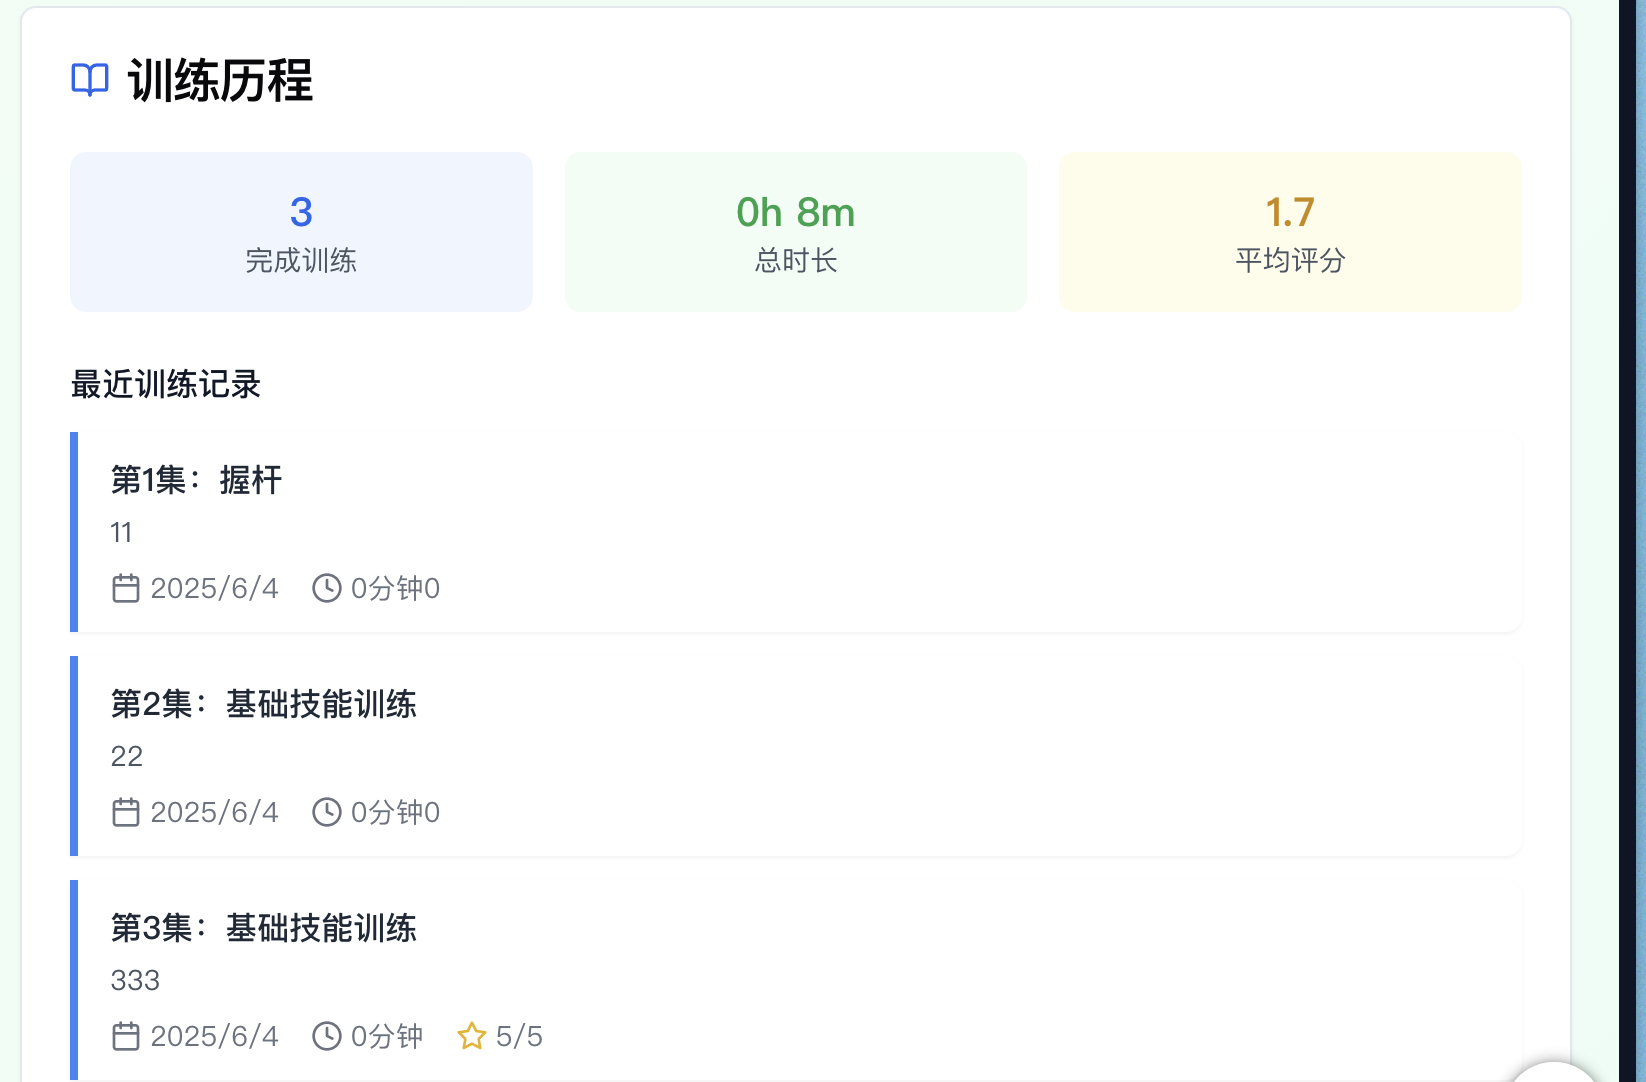 训练历程
3
完成训练
0h 8m
总时长
1.7
平均评分
最近训练记录
第1集：握杆
11
2025/6/4 0分钟0
第2集：基础技能训练
22
2025/6/4 0分钟0
第3集：基础技能训练
333
2025/6/4 0分钟 5/5